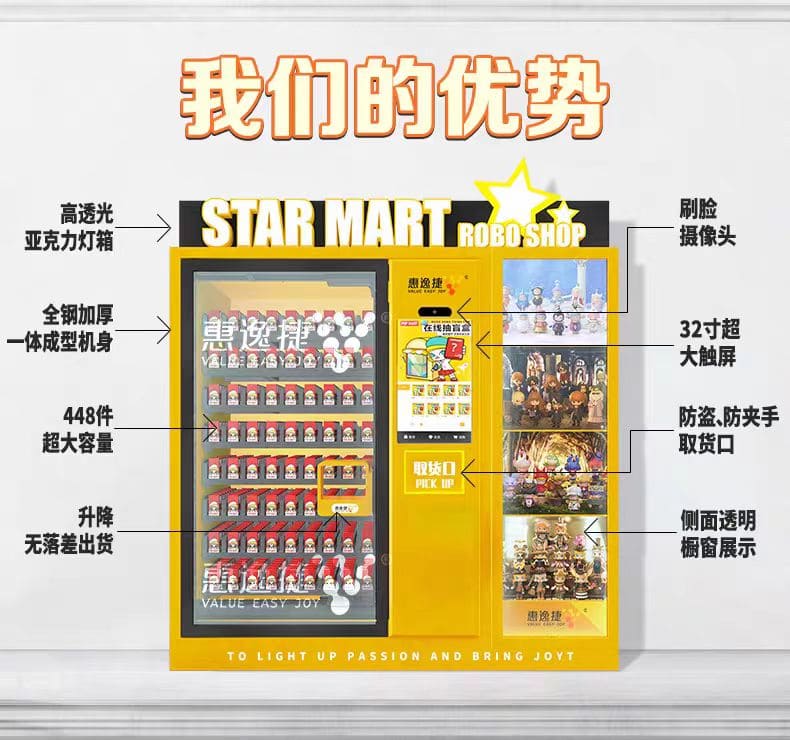 我们的优势
STAR MART
ROBO SHOP
高透光
亚克力灯箱
全钢加厚
一体成型机身
448件
超大容量
升降
无落差出货
刷脸
摄像头
32寸超
大触屏
防盗、防夹手
取货口
侧面透明
橱窗展示
惠逸捷
VALUE EASY JOY
惠逸捷
VALUE EASY JOY
在线抽盲盒
取货口
PICK UP
惠逸捷
VALUE EASY JOY
惠逸捷
VALUE EASY JOY
TO LIGHT UP PASSION AND BRING JOYT